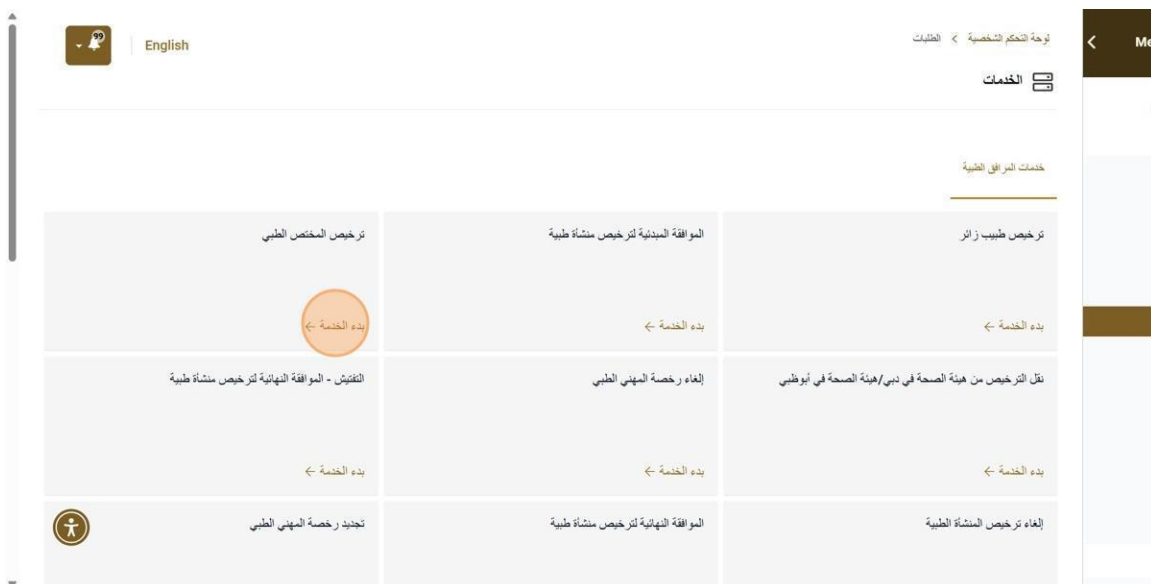 لوحة التحكم الشخصية > الطلبات
English
99
الخدمات
خدمات المرافق الطبية
ترخيص طبيب زائر
الموافقة المبدئية لترخيص منشأة طبية
ترخيص المختص الطبي
بدء الخدمة ←
بدء الخدمة ←
بدء الخدمة ←
نقل الترخيص من هيئة الصحة في دبي/هيئة الصحة في أبوظبي
إلغاء رخصة المهني الطبي
التفتيش - الموافقة النهائية لترخيص منشأة طبية
بدء الخدمة ←
بدء الخدمة ←
بدء الخدمة ←
إلغاء ترخيص المنشأة الطبية
الموافقة النهائية لترخيص منشأة طبية
تجديد رخصة المهني الطبي